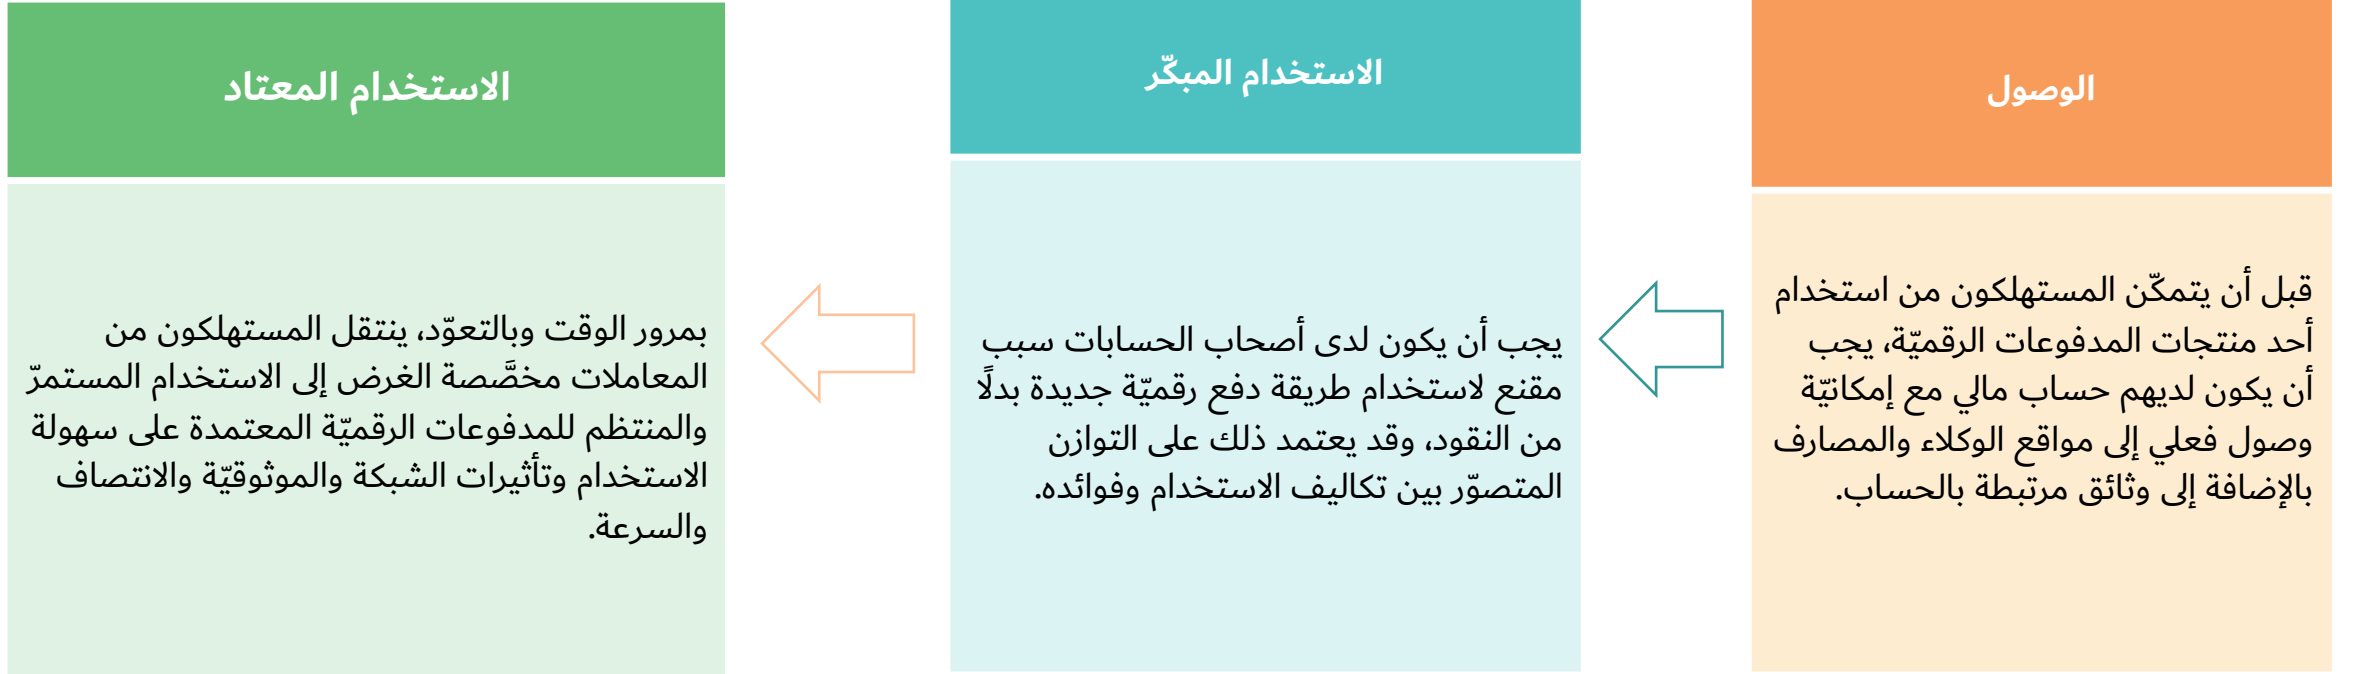 الوصول
قبل أن يتمكّن المستهلكون من استخدام
أحد منتجات المدفوعات الرقميّة، يجب
أن يكون لديهم حساب مالي مع إمكانيّة
وصول فعلي إلى مواقع الوكلاء والمصارف
بالإضافة إلى وثائق مرتبطة بالحساب.
الاستخدام المبكّر
يجب أن يكون لدى أصحاب الحسابات سبب
مقنع لاستخدام طريقة دفع رقميّة جديدة بدلًا
من النقود، وقد يعتمد ذلك على التوازن
المتصوّر بين تكاليف الاستخدام وفوائده.
الاستخدام المعتاد
بمرور الوقت وبالتعوّد، ينتقل المستهلكون من
المعاملات مخصَّصة الغرض إلى الاستخدام المستمرّ
والمنتظم للمدفوعات الرقميّة المعتمدة على سهولة
الاستخدام وتأثيرات الشبكة والموثوقيّة والانتصاف
والسرعة.